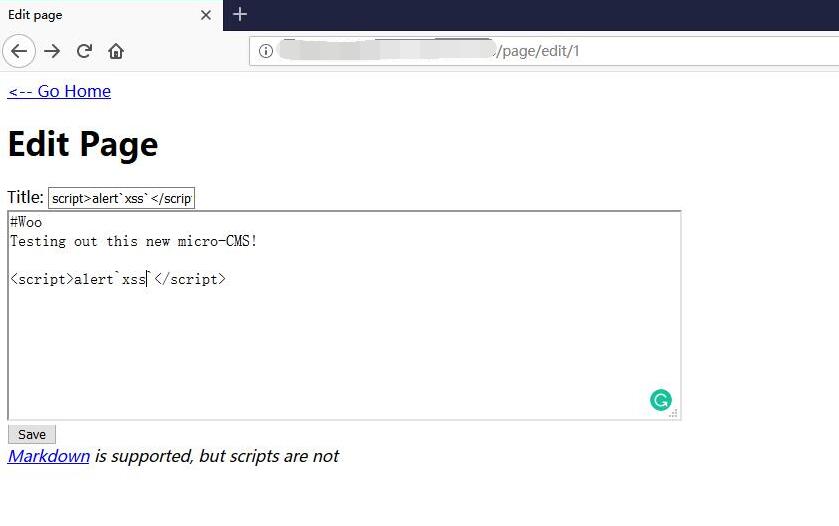 Edit page
/page/edit/1
<-- Go Home
Edit Page
Title: script>alert`xss`</scrip
#Woo
Testing out this new micro-CMS!
<script>alert`xss`</script>
Save
Markdown is supported, but scripts are not